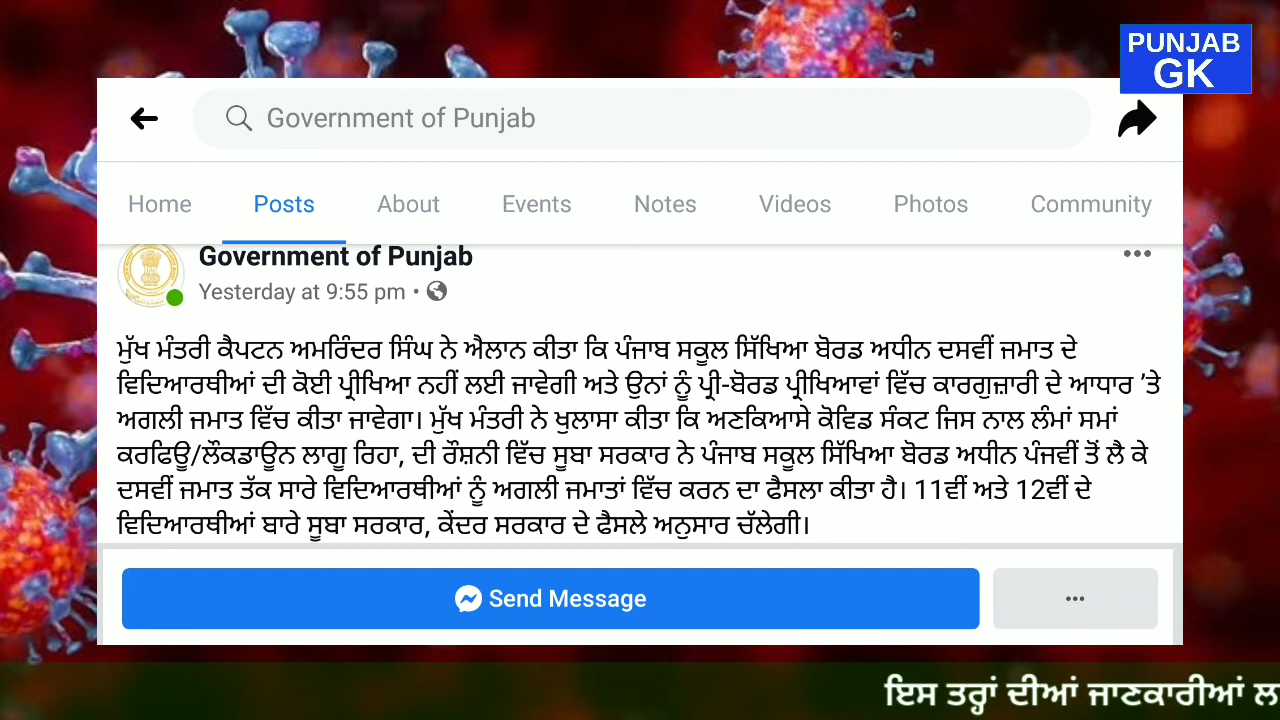 PUNJAB
GK
Government of Punjab
Home Posts About Events Notes Videos Photos Community
Government of Punjab
Yesterday at 9:55 pm •
ਮੁੱਖ ਮੰਤਰੀ ਕੈਪਟਨ ਅਮਰਿੰਦਰ ਸਿੰਘ ਨੇ ਐਲਾਨ ਕੀਤਾ ਕਿ ਪੰਜਾਬ ਸਕੂਲ ਸਿੱਖਿਆ ਬੋਰਡ ਅਧੀਨ ਦਸਵੀਂ ਜਮਾਤ ਦੇ
ਵਿਦਿਆਰਥੀਆਂ ਦੀ ਕੋਈ ਪ੍ਰੀਖਿਆ ਨਹੀਂ ਲਈ ਜਾਵੇਗੀ ਅਤੇ ਉਨਾਂ ਨੂੰ ਪ੍ਰੀ-ਬੋਰਡ ਪ੍ਰੀਖਿਆਵਾਂ ਵਿੱਚ ਕਾਰਗੁਜ਼ਾਰੀ ਦੇ ਆਧਾਰ ’ਤੇ
ਅਗਲੀ ਜਮਾਤ ਵਿੱਚ ਕੀਤਾ ਜਾਵੇਗਾ। ਮੁੱਖ ਮੰਤਰੀ ਨੇ ਖੁਲਾਸਾ ਕੀਤਾ ਕਿ ਅਣਕਿਆਸੇ ਕੋਵਿਡ ਸੰਕਟ ਜਿਸ ਨਾਲ ਲੰਮਾਂ ਸਮਾਂ
ਕਰਫਿਊ/ਲੌਕਡਾਊਨ ਲਾਗੂ ਰਿਹਾ, ਦੀ ਰੌਸ਼ਨੀ ਵਿੱਚ ਸੂਬਾ ਸਰਕਾਰ ਨੇ ਪੰਜਾਬ ਸਕੂਲ ਸਿੱਖਿਆ ਬੋਰਡ ਅਧੀਨ ਪੰਜਵੀਂ ਤੋਂ ਲੈ ਕੇ
ਦਸਵੀਂ ਜਮਾਤ ਤੱਕ ਸਾਰੇ ਵਿਦਿਆਰਥੀਆਂ ਨੂੰ ਅਗਲੀ ਜਮਾਤਾਂ ਵਿੱਚ ਕਰਨ ਦਾ ਫੈਸਲਾ ਕੀਤਾ ਹੈ। 11ਵੀਂ ਅਤੇ 12ਵੀਂ ਦੇ
ਵਿਦਿਆਰਥੀਆਂ ਬਾਰੇ ਸੂਬਾ ਸਰਕਾਰ, ਕੇਂਦਰ ਸਰਕਾਰ ਦੇ ਫੈਸਲੇ ਅਨੁਸਾਰ ਚੱਲੇਗੀ।
Send Message
ਇਸ ਤਰ੍ਹਾਂ ਦੀਆਂ ਜਾਣਕਾਰੀਆਂ